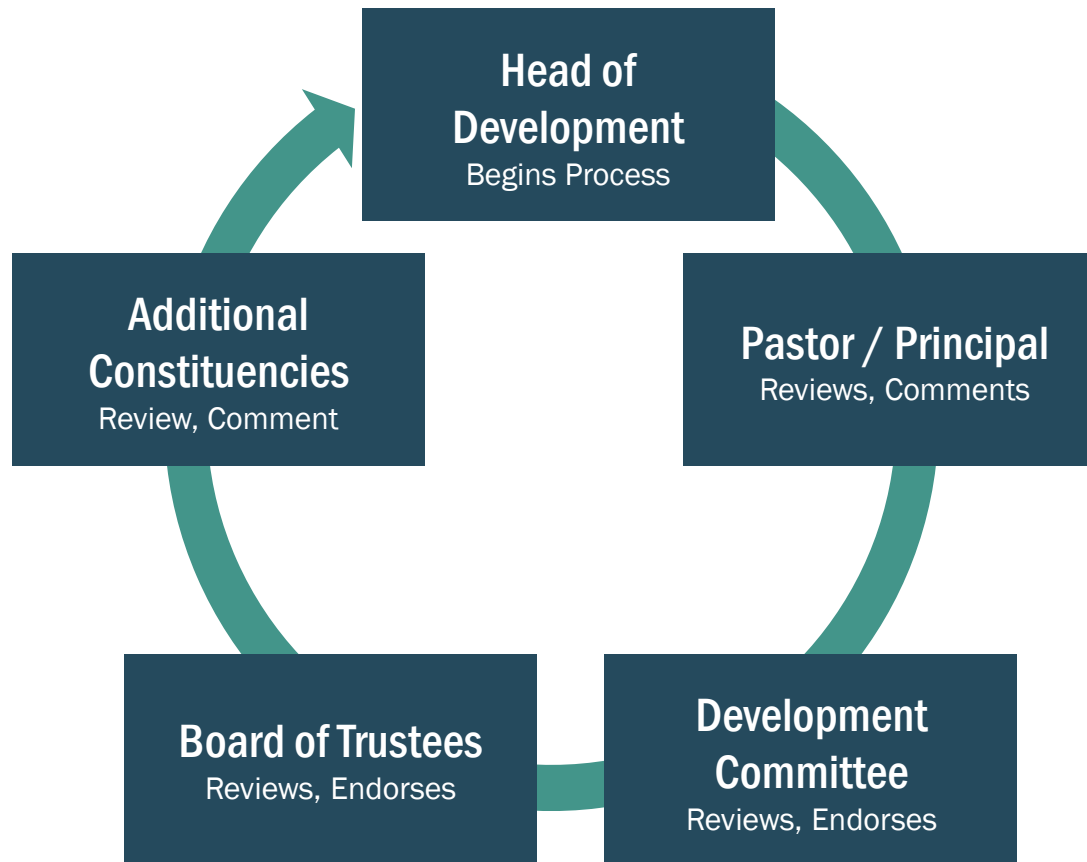 Head of
Development
Begins Process
Pastor / Principal
Reviews, Comments
Development
Committee
Reviews, Endorses
Board of Trustees
Reviews, Endorses
Additional
Constituencies
Review, Comment